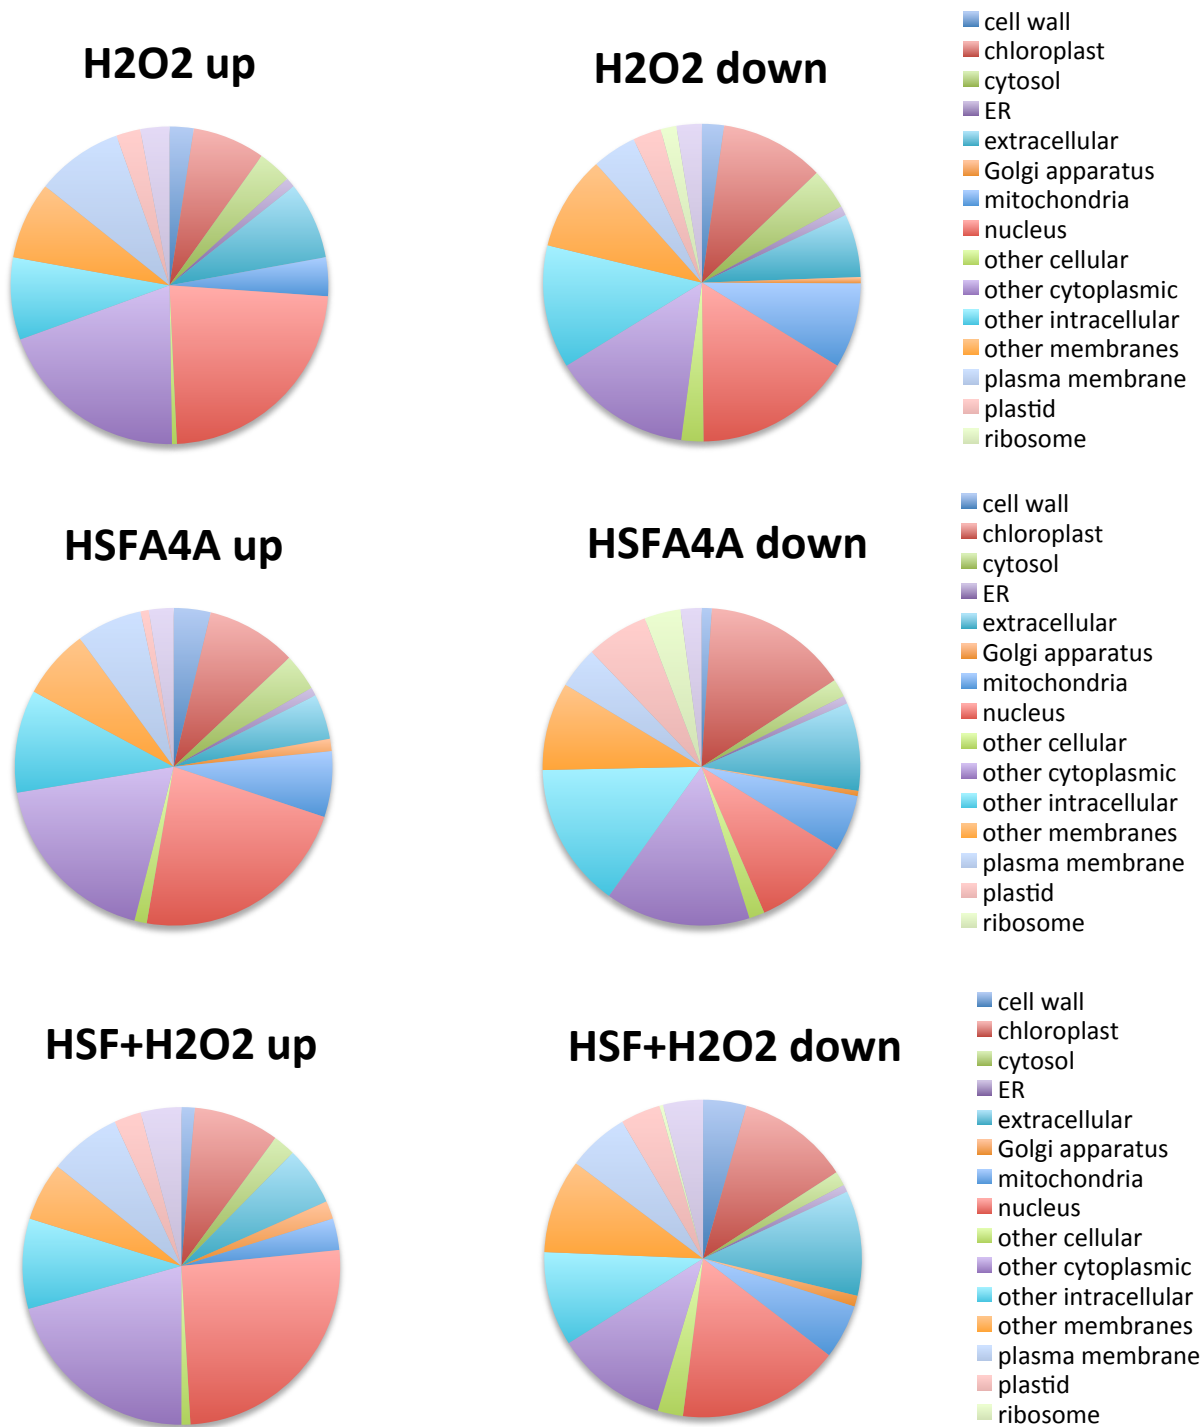 H2O2 up
H2O2 down
cell wall
chloroplast
cytosol
ER
extracellular
Golgi apparatus
mitochondria
nucleus
other cellular
other cytoplasmic
other intracellular
other membranes
plasma membrane
plastid
ribosome
HSFA4A up
HSFA4A down
cell wall
chloroplast
cytosol
ER
extracellular
Golgi apparatus
mitochondria
nucleus
other cellular
other cytoplasmic
other intracellular
other membranes
plasma membrane
plastid
ribosome
HSF+H2O2 up
HSF+H2O2 down
cell wall
chloroplast
cytosol
ER
extracellular
Golgi apparatus
mitochondria
nucleus
other cellular
other cytoplasmic
other intracellular
other membranes
plasma membrane
plastid
ribosome